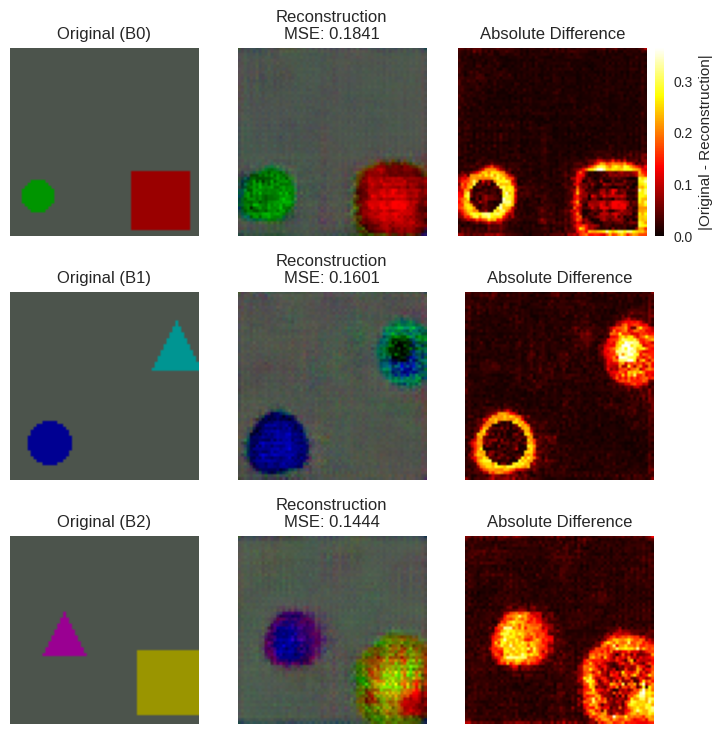 Original (B0)
Reconstruction
MSE: 0.1841
Absolute Difference
0.3
0.2
0.1
0.0
|Original - Reconstruction|
Original (B1)
Reconstruction
MSE: 0.1601
Absolute Difference
Original (B2)
Reconstruction
MSE: 0.1444
Absolute Difference